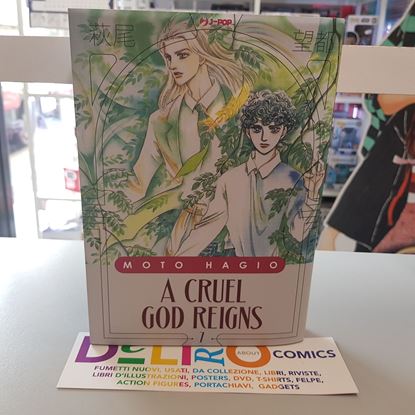 J-POP
萩尾 望都
MOTO HAGIO
A CRUEL
GOD REIGNS
1
DeLiRiO ABOUT COMICS
FUMETTI NUOVI, USATI, DA COLLEZIONE, LIBRI, RIVISTE,
LIBRI D'ILLUSTRAZIONI, POSTERS, DVD, T-SHIRTS, FELPE,
ACTION FIGURES, PORTACHIAVI, GADGETS